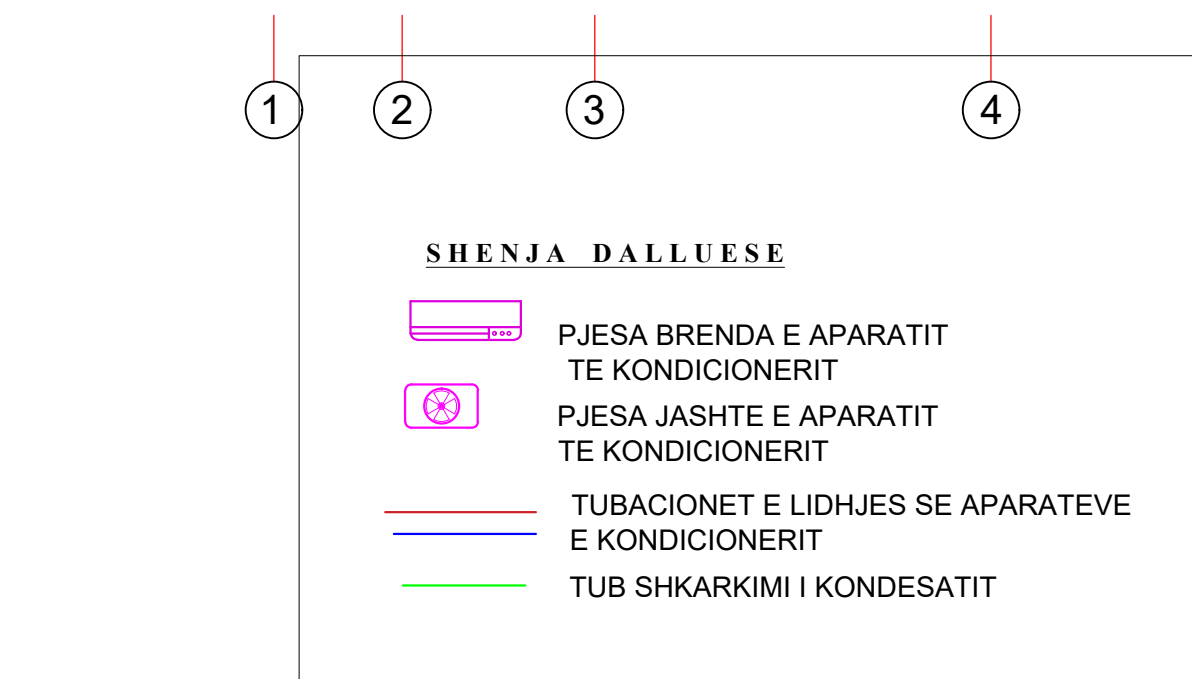 1 2 3 4
SHENJA DALLUESE
PJESA BRENDA E APARATIT
TE KONDICIONERIT
PJESA JASHTE E APARATIT
TE KONDICIONERIT
TUBACIONET E LIDHJES SE APARATEVE
E KONDICIONERIT
TUB SHKARKIMI I KONDESATIT